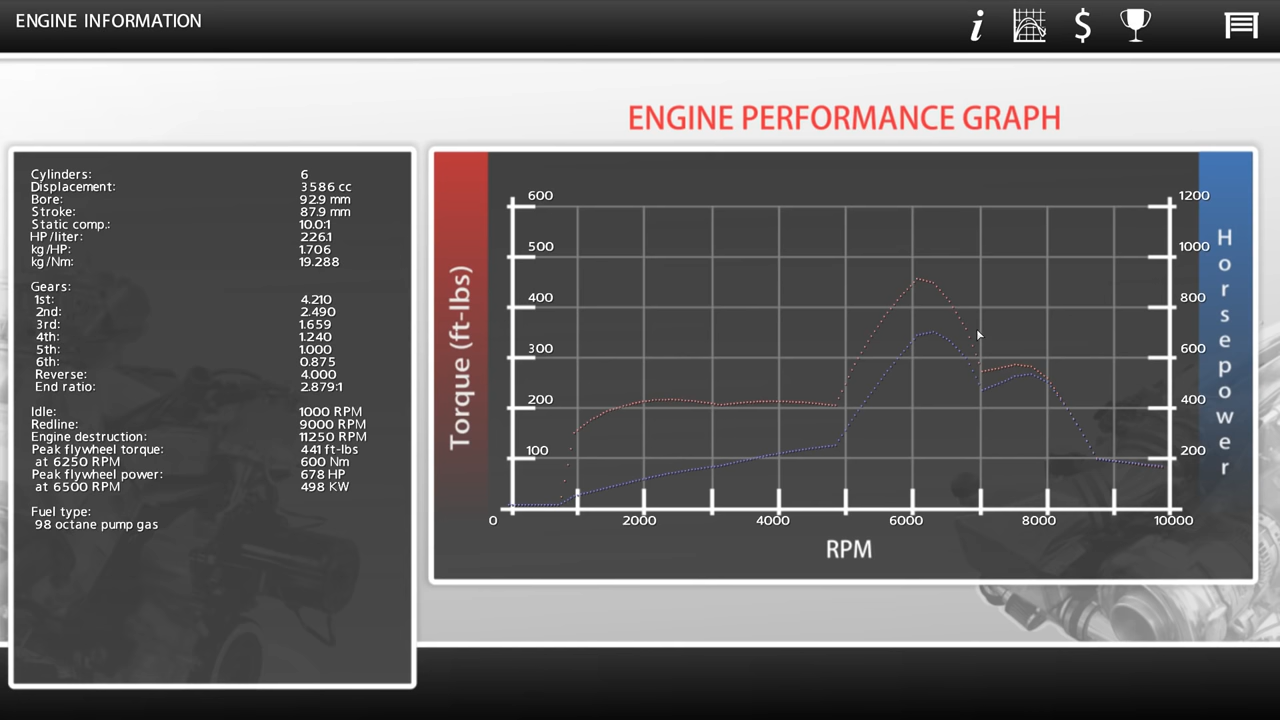 ENGINE INFORMATION
i
$
ENGINE PERFORMANCE GRAPH
Cylinders: 6
Displacement: 3586 cc
Bore: 92.9 mm
Stroke: 87.9 mm
Static comp.: 10.0:1
HP/liter: 226.1
kg/HP: 1.706
kg/Nm: 19.288
Gears:
1st: 4.210
2nd: 2.490
3rd: 1.659
4th: 1.240
5th: 1.000
6th: 0.875
Reverse: 4.000
End ratio: 2.879:1
Idle: 1000 RPM
Redline: 9000 RPM
Engine destruction: 11250 RPM
Peak flywheel torque: 441 ft-lbs
at 6250 RPM 600 Nm
Peak flywheel power: 678 HP
at 6500 RPM 498 KW
Fuel type:
98 octane pump gas
Torque (ft-lbs)
600
500
400
300
200
100
1200
1000
800
600
400
200
Horsepower
0 2000 4000 6000 8000 10000
RPM